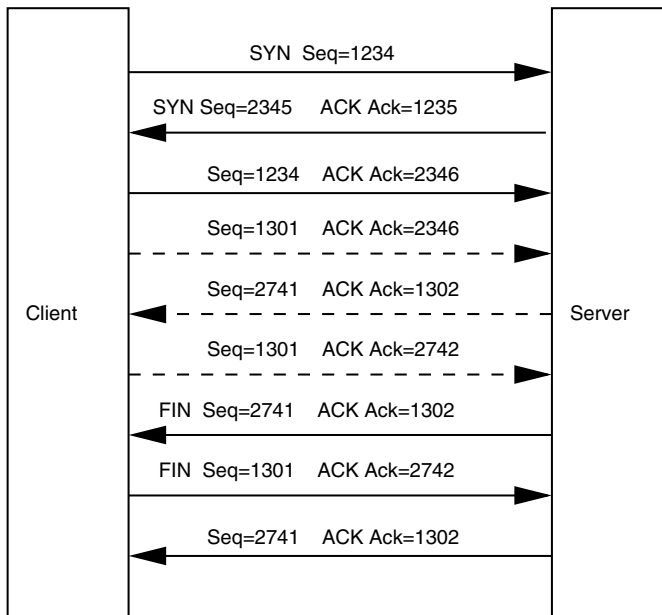 SYN Seq=1234
SYN Seq=2345 ACK Ack=1235
Seq=1234 ACK Ack=2346
Seq=1301 ACK Ack=2346
Seq=2741 ACK Ack=1302
Client
Server
Seq=1301 ACK Ack=2742
FIN Seq=2741 ACK Ack=1302
FIN Seq=1301 ACK Ack=2742
Seq=2741 ACK Ack=1302